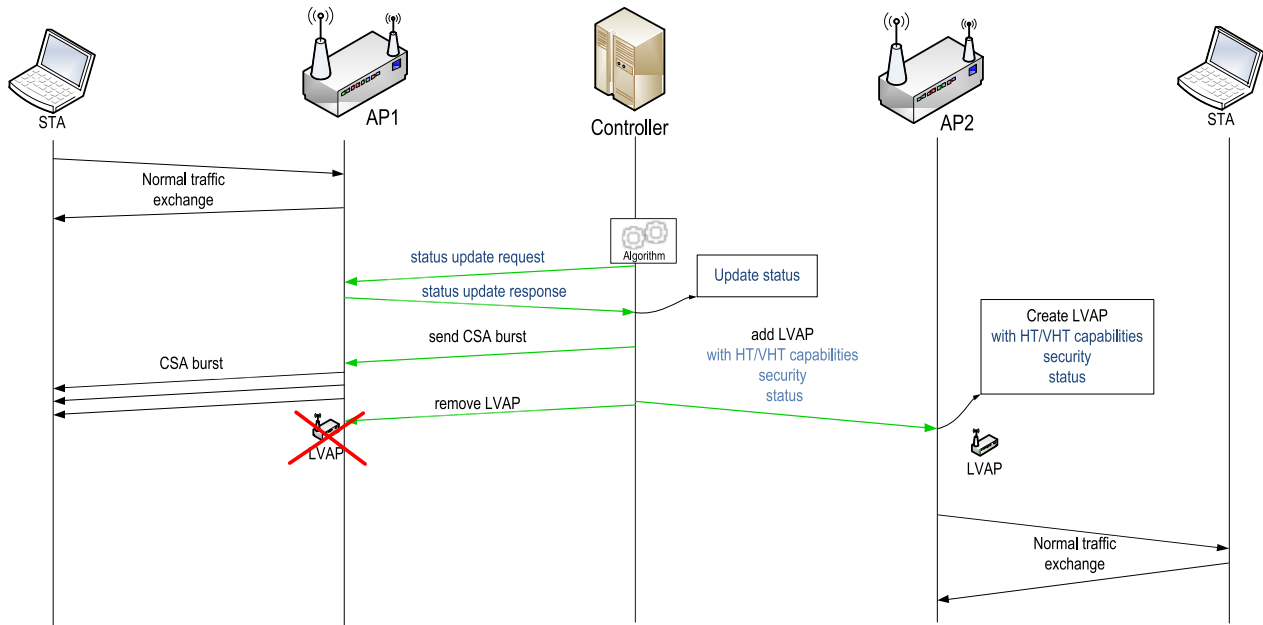 STA
AP1
Controller
AP2
STA
Normal traffic
exchange
Algorithm
status update request
Update status
status update response
send CSA burst
add LVAP
with HT/VHT capabilities
security
status
Create LVAP
with HT/VHT capabilities
security
status
CSA burst
remove LVAP
LVAP
LVAP
Normal traffic
exchange